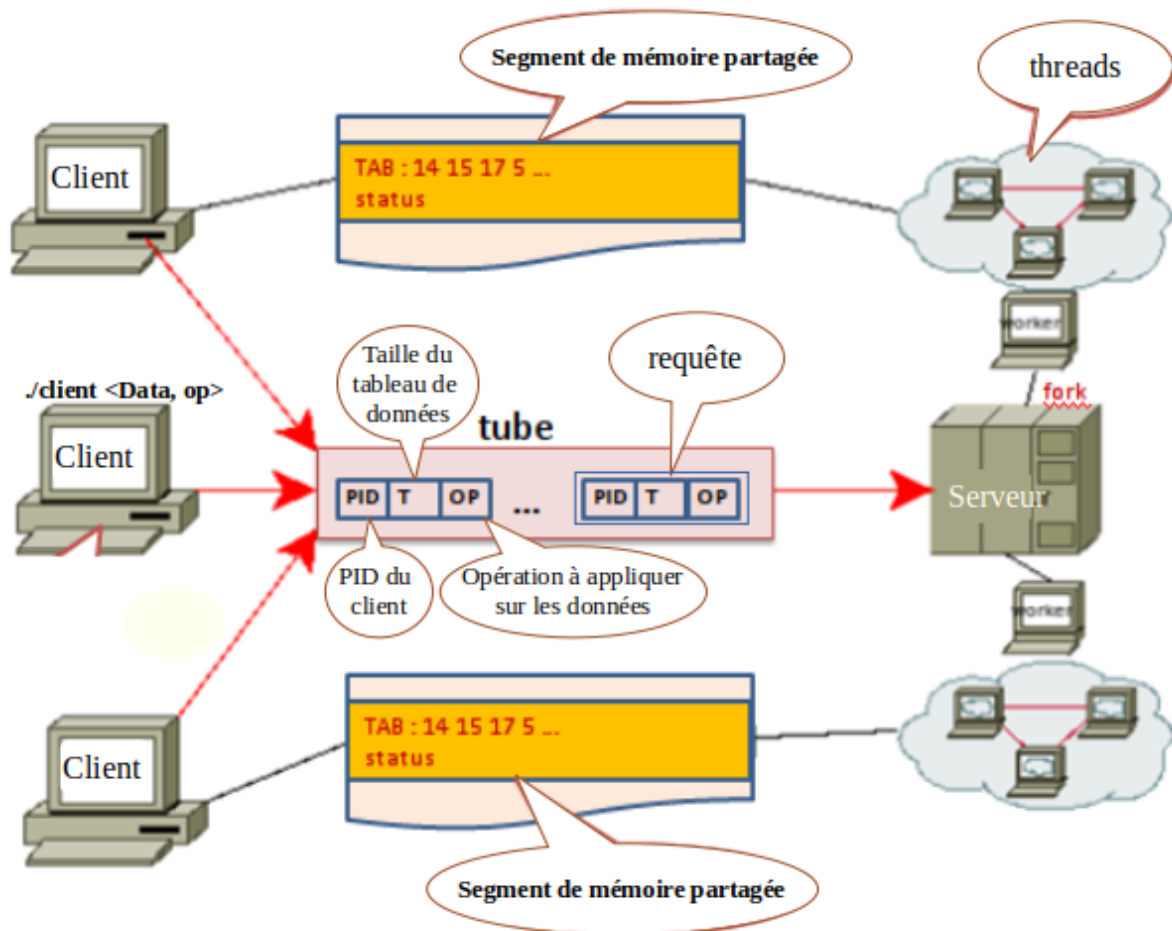 Segment de mémoire partagée
threads
Client
TAB : 14 15 17 5 ...
status
worker
Taille du
tableau de
données
requête
./client <Data, op>
fork
Client
tube
PID T OP
...
PID T OP
Serveur
PID du
client
Opération à appliquer
sur les données
worker
Client
TAB : 14 15 17 5 ...
status
Segment de mémoire partagée